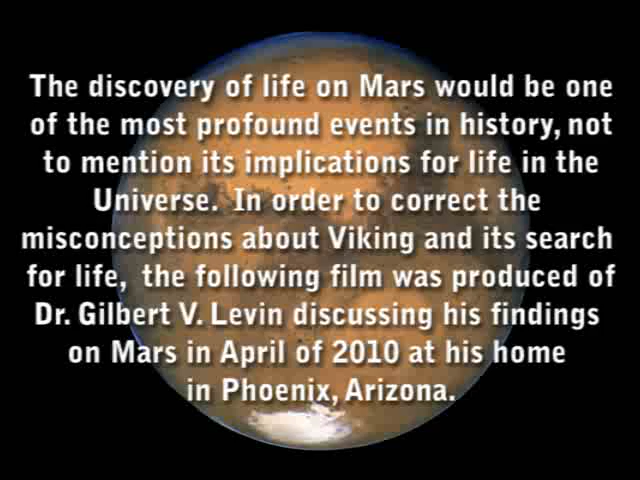 The discovery of life on Mars would be one
of the most profound events in history, not
to mention its implications for life in the
Universe. In order to correct the
misconceptions about Viking and its search
for life, the following film was produced of
Dr. Gilbert V. Levin discussing his findings
on Mars in April of 2010 at his home
in Phoenix, Arizona.